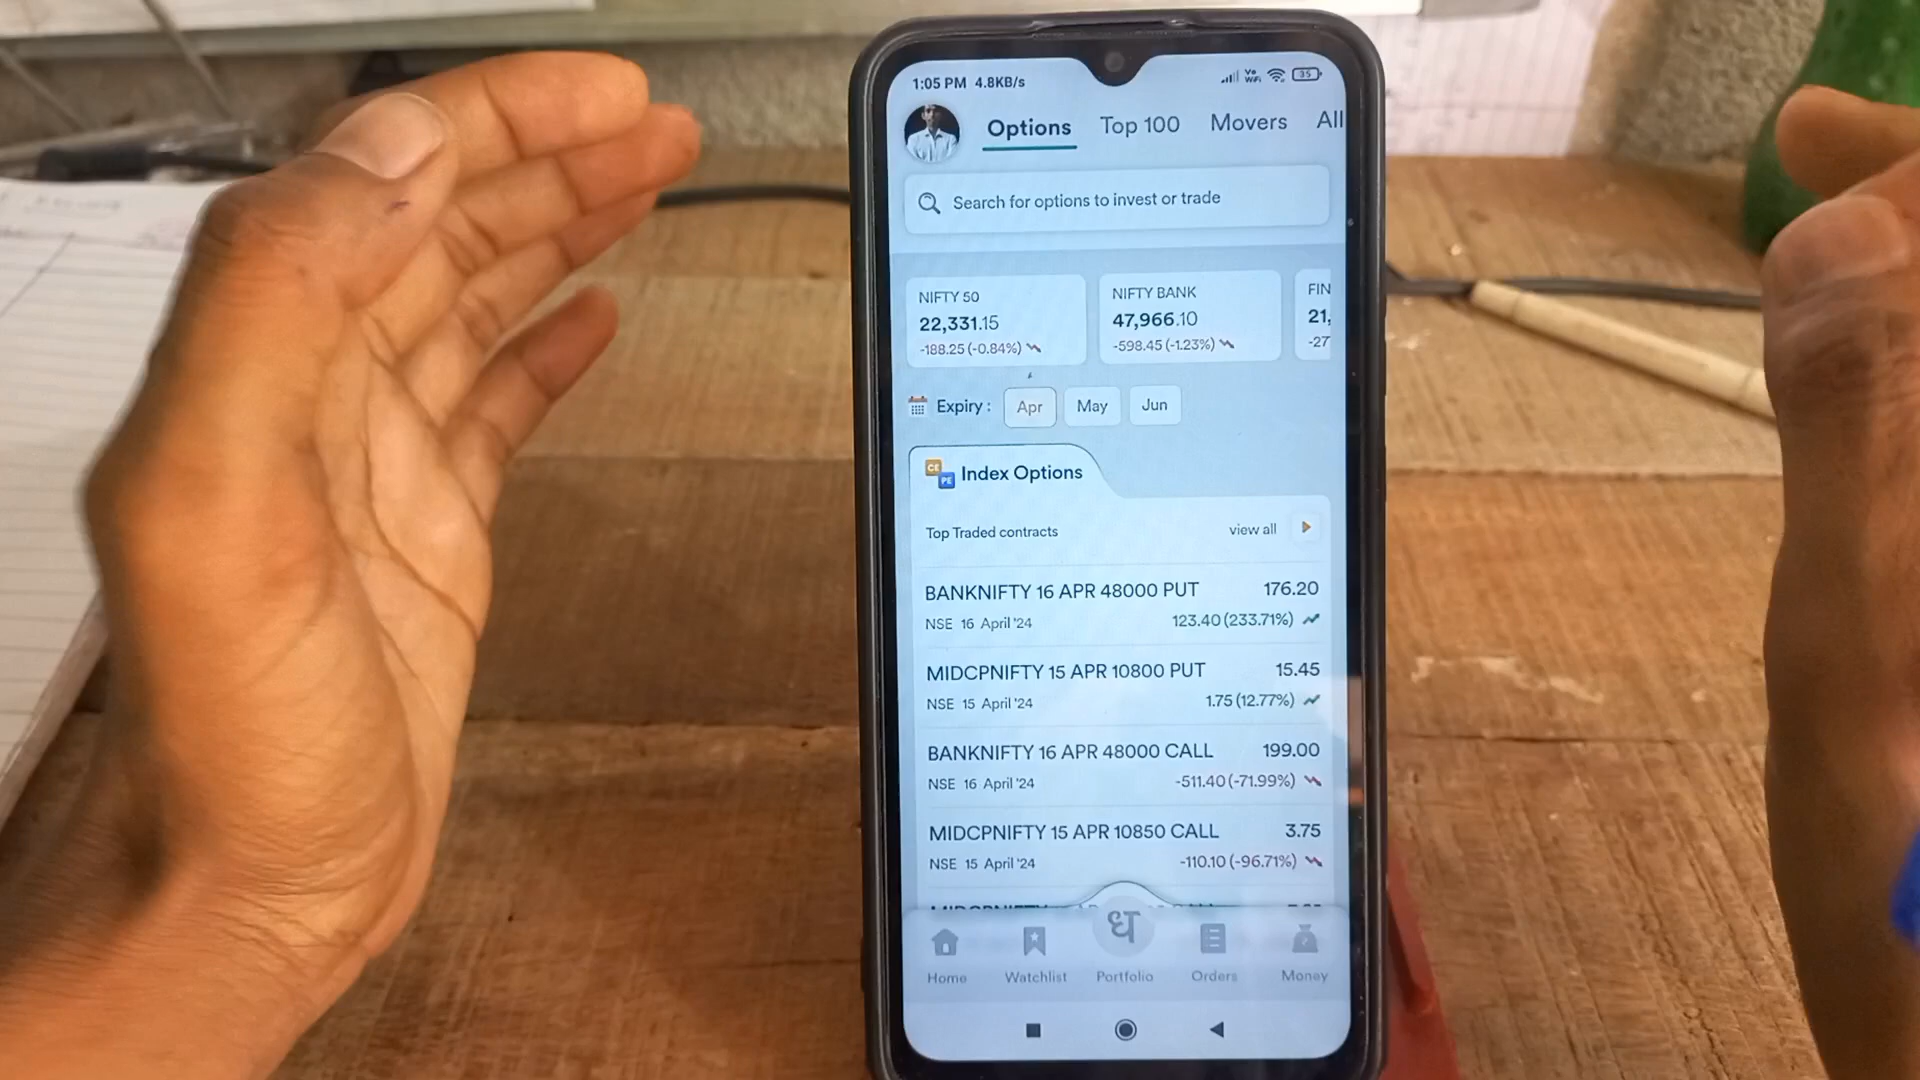 1:05 PM 4.8KB/s
Vo WiFi 35
Options Top 100 Movers All
Search for options to invest or trade
NIFTY 50 NIFTY BANK FIN
22,331.15 47,966.10 21,
-188.25 (-0.84%) -598.45 (-1.23%) -27
Expiry : Apr May Jun
CE PE Index Options
Top Traded contracts view all
BANKNIFTY 16 APR 48000 PUT 176.20
NSE 16 April '24 123.40 (233.71%)
MIDCPNIFTY 15 APR 10800 PUT 15.45
NSE 15 April '24 1.75 (12.77%)
BANKNIFTY 16 APR 48000 CALL 199.00
NSE 16 April '24 -511.40 (-71.99%)
MIDCPNIFTY 15 APR 10850 CALL 3.75
NSE 15 April '24 -110.10 (-96.71%)
ध
Home Watchlist Portfolio Orders Money